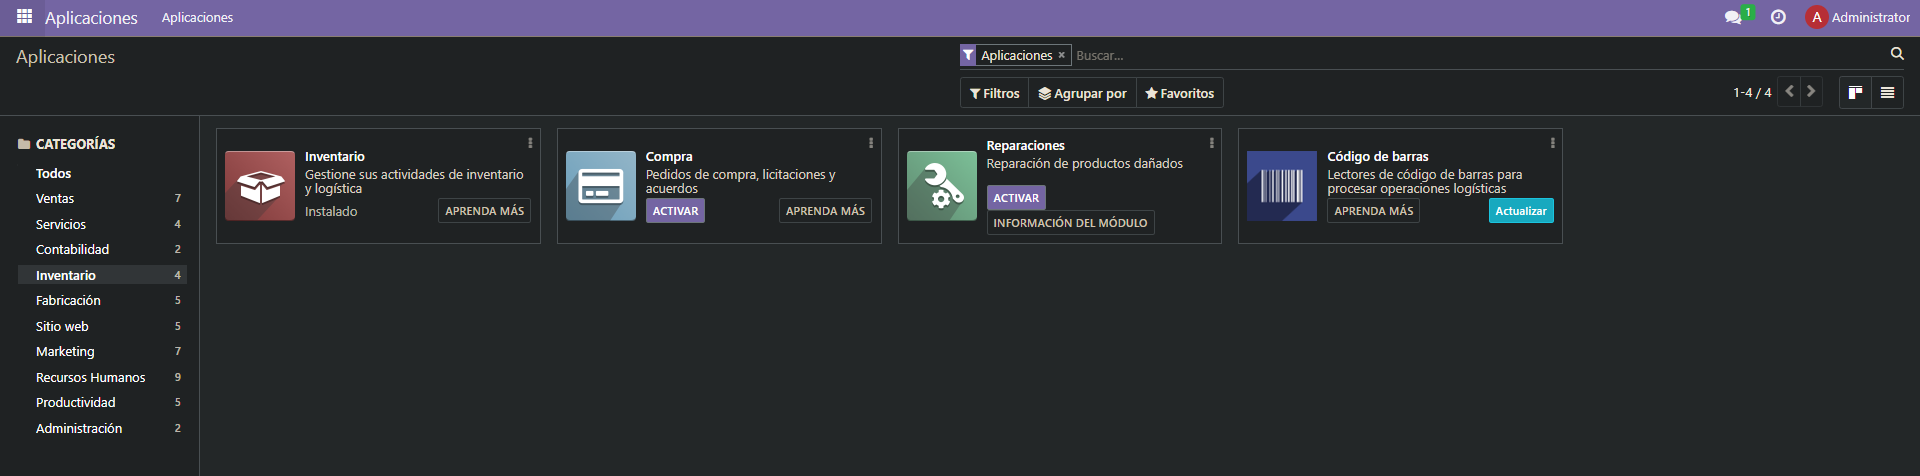 Aplicaciones
Aplicaciones
1
A
Administrator
Aplicaciones
Aplicaciones ×
Buscar...
Filtros
Agrupar por
Favoritos
1-4 / 4
CATEGORÍAS
Todos
Ventas 7
Servicios 4
Contabilidad 2
Inventario 4
Fabricación 5
Sitio web 5
Marketing 7
Recursos Humanos 9
Productividad 5
Administración 2
Inventario
Gestione sus actividades de inventario
y logística
Instalado
APRENDA MÁS
Compra
Pedidos de compra, licitaciones y
acuerdos
ACTIVAR
APRENDA MÁS
Reparaciones
Reparación de productos dañados
ACTIVAR
INFORMACIÓN DEL MÓDULO
Código de barras
Lectores de código de barras para
procesar operaciones logísticas
APRENDA MÁS
Actualizar